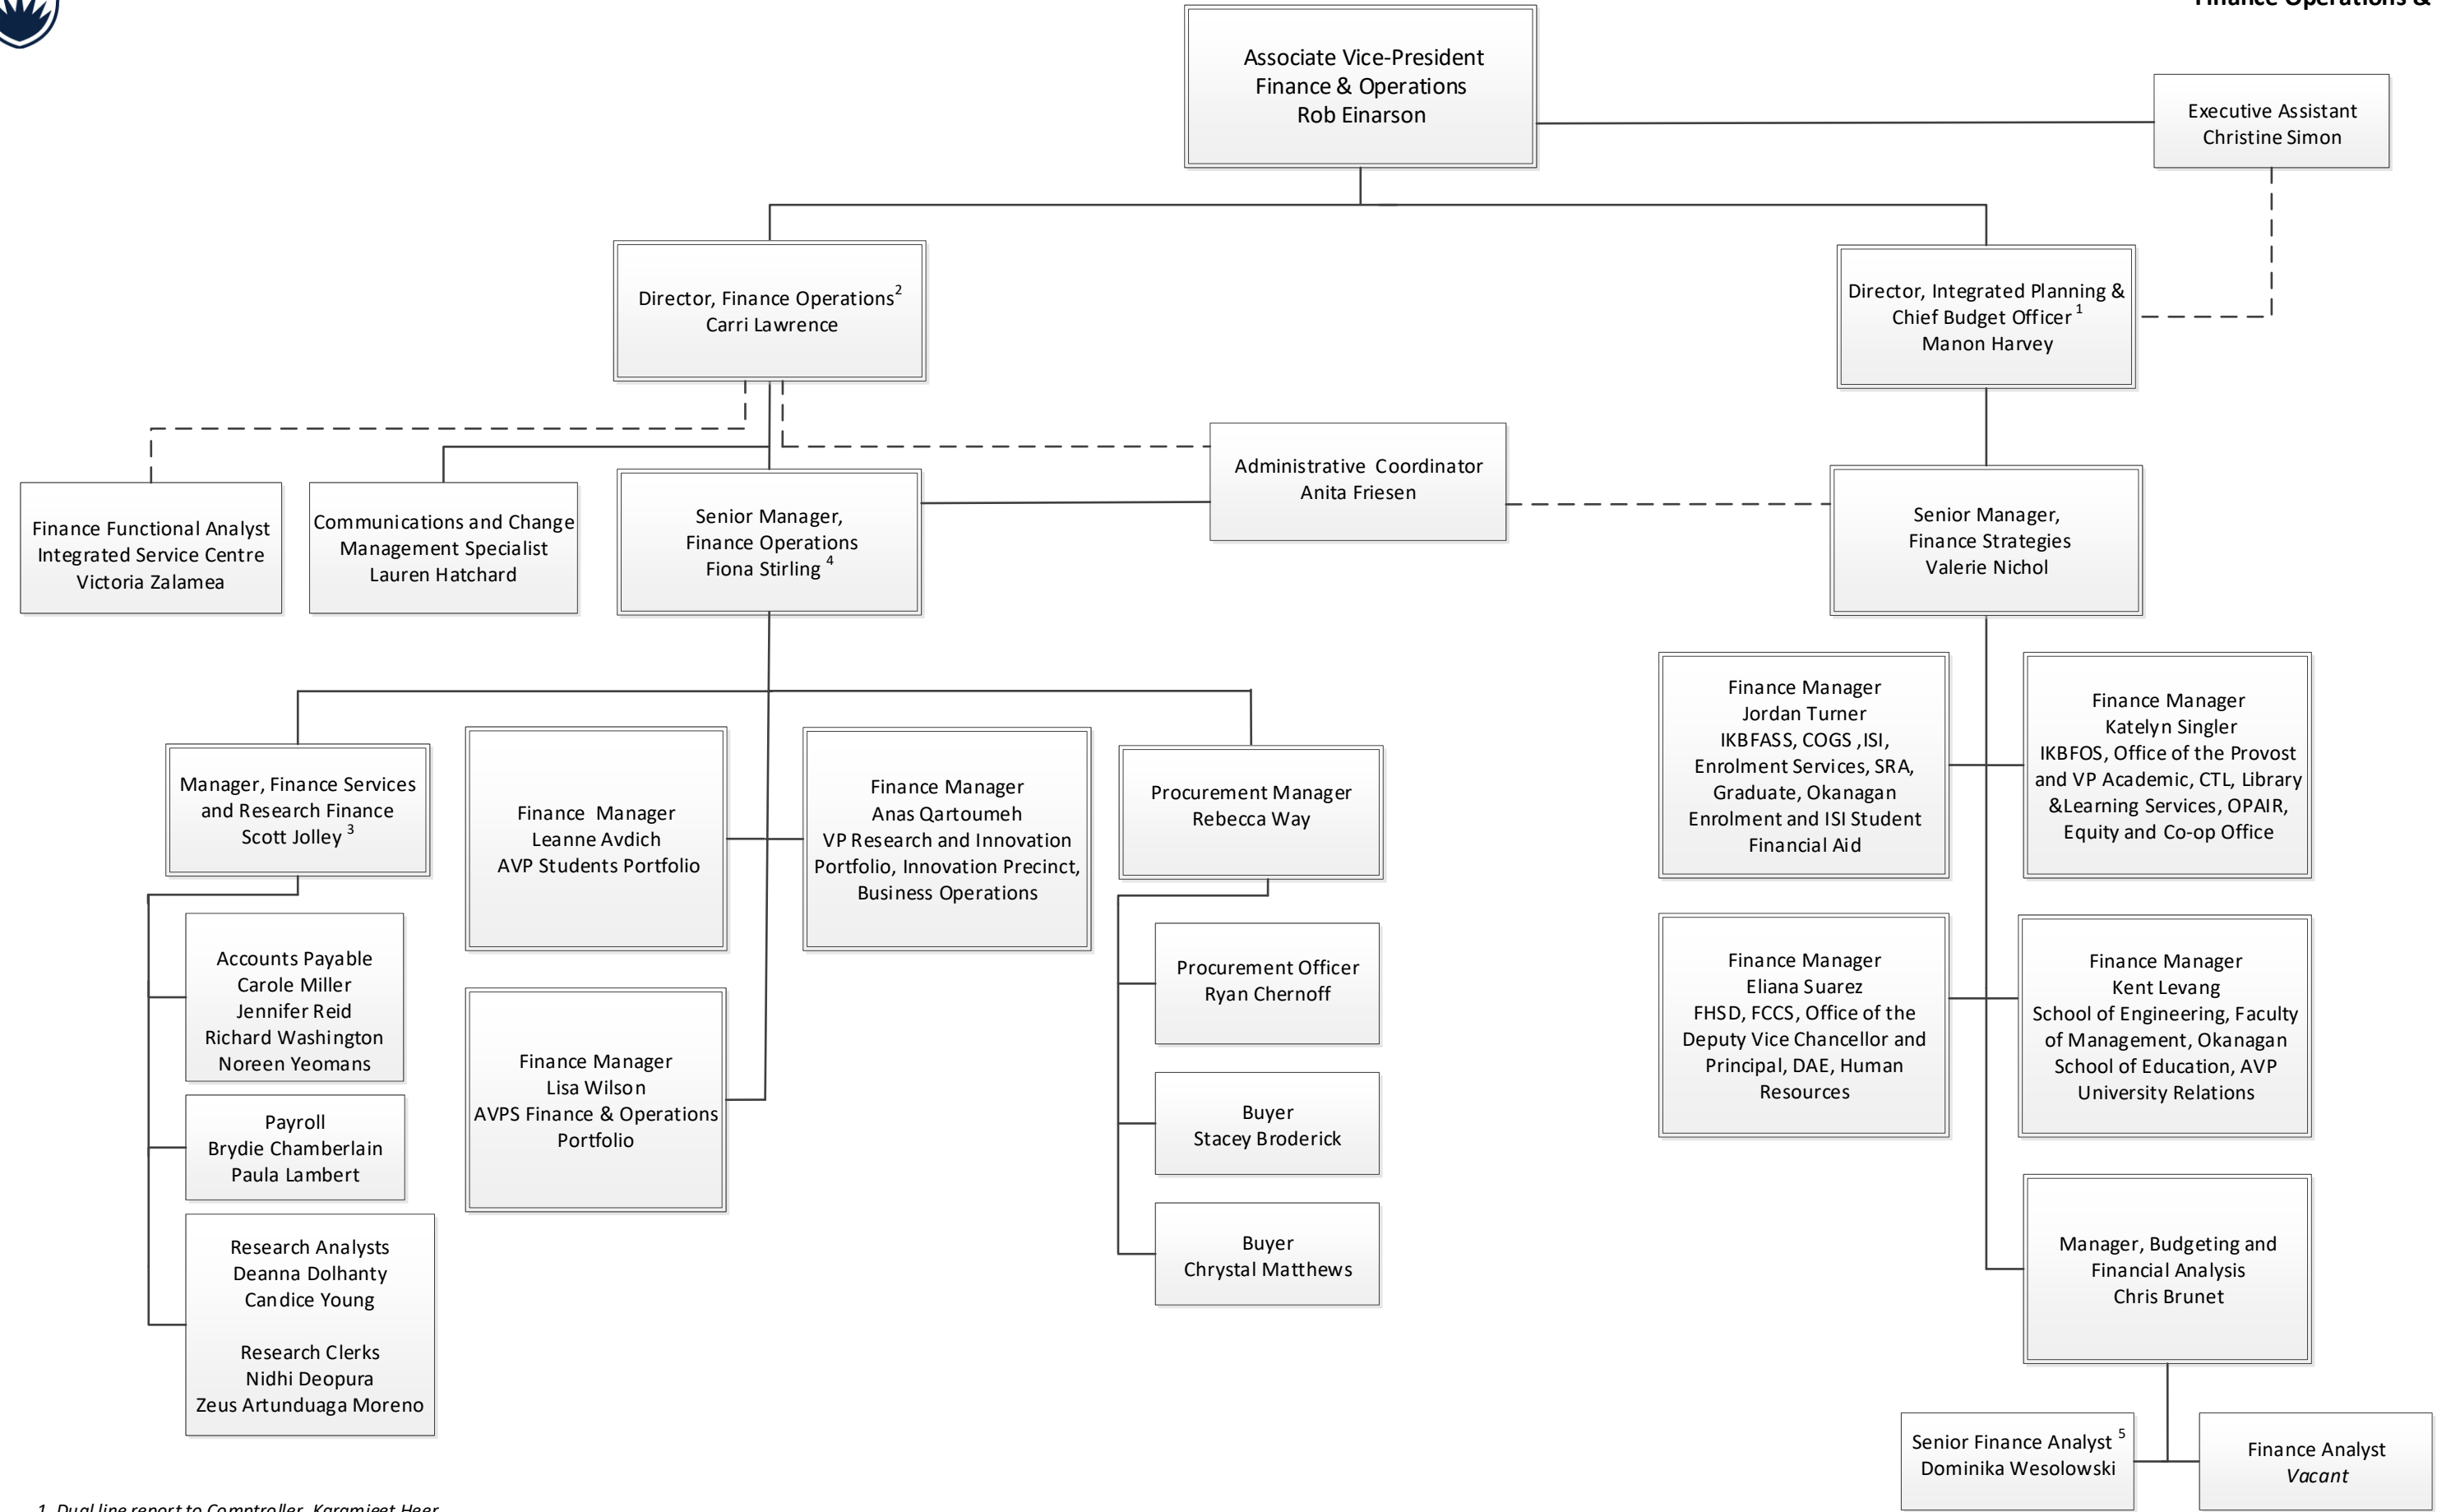 Finance Operations &
Associate Vice-President
Finance & Operations
Rob Einarson
Executive Assistant
Christine Simon
Director, Finance Operations 2
Carri Lawrence
Director, Integrated Planning &
Chief Budget Officer 1
Manon Harvey
Administrative Coordinator
Anita Friesen
Finance Functional Analyst
Integrated Service Centre
Victoria Zalamea
Communications and Change
Management Specialist
Lauren Hatchard
Senior Manager,
Finance Operations
Fiona Stirling 4
Senior Manager,
Finance Strategies
Valerie Nichol
Manager, Finance Services
and Research Finance
Scott Jolley 3
Finance Manager
Leanne Avdich
AVP Students Portfolio
Finance Manager
Anas Qartoumeh
VP Research and Innovation
Portfolio, Innovation Precinct,
Business Operations
Procurement Manager
Rebecca Way
Finance Manager
Jordan Turner
IKBFASS, COGS ,ISI,
Enrolment Services, SRA,
Graduate, Okanagan
Enrolment and ISI Student
Financial Aid
Finance Manager
Katelyn Singler
IKBFOS, Office of the Provost
and VP Academic, CTL, Library
&Learning Services, OPAIR,
Equity and Co-op Office
Accounts Payable
Carole Miller
Jennifer Reid
Richard Washington
Noreen Yeomans
Payroll
Brydie Chamberlain
Paula Lambert
Research Analysts
Deanna Dolhanty
Candice Young
Research Clerks
Nidhi Deopura
Zeus Artunduaga Moreno
Finance Manager
Lisa Wilson
AVPS Finance & Operations
Portfolio
Procurement Officer
Ryan Chernoff
Buyer
Stacey Broderick
Buyer
Chrystal Matthews
Finance Manager
Eliana Suarez
FHSD, FCCS, Office of the
Deputy Vice Chancellor and
Principal, DAE, Human
Resources
Finance Manager
Kent Levang
School of Engineering, Faculty
of Management, Okanagan
School of Education, AVP
University Relations
Manager, Budgeting and
Financial Analysis
Chris Brunet
Senior Finance Analyst 5
Dominika Wesolowski
Finance Analyst
Vacant
1. Dual line report to Comptroller, Karamjeet Heer